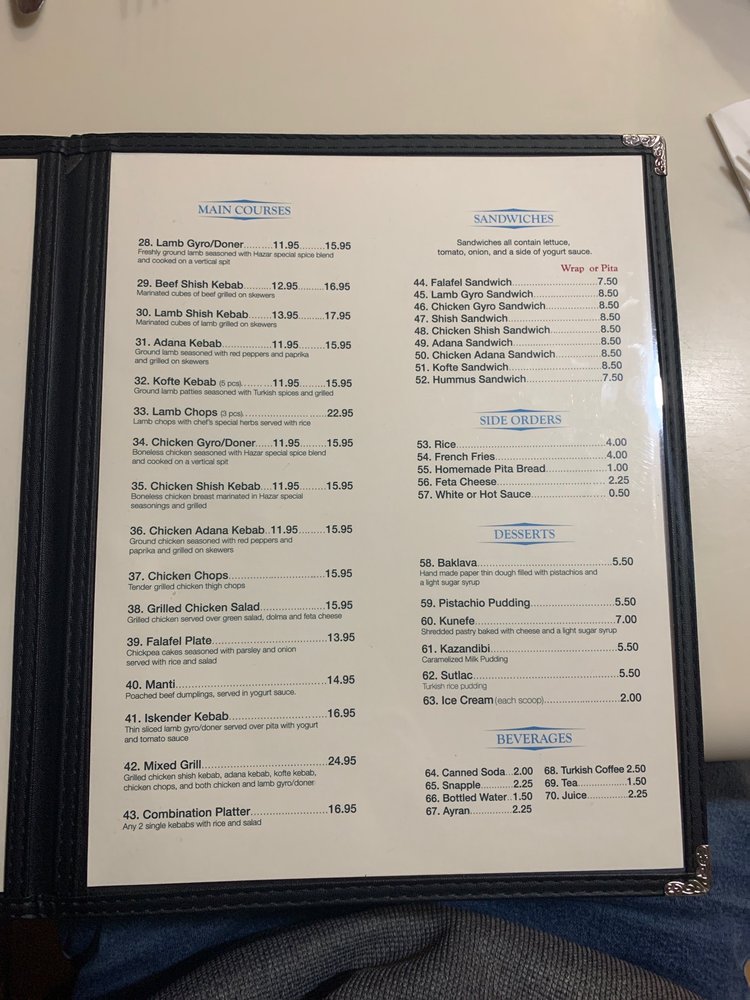 MAIN COURSES
28. Lamb Gyro/Doner..........11.95.........15.95
Freshly ground lamb seasoned with Hazar special spice blend
and cooked on a vertical spit
29. Beef Shish Kebab.........12.95.........16.95
Marinated cubes of beef grilled on skewers
30. Lamb Shish Kebab........13.95.........17.95
Marinated cubes of lamb grilled on skewers
31. Adana Kebab...............11.95.........15.95
Ground lamb seasoned with red peppers and paprika
and grilled on skewers
32. Kofte Kebab (5 pcs).........11.95.........15.95
Ground lamb patties seasoned with Turkish spices and grilled
33. Lamb Chops (3 pcs)..........................22.95
Lamb chops with chef's special herbs served with rice
34. Chicken Gyro/Doner.....11.95.........15.95
Boneless chicken seasoned with Hazar special spice blend
and cooked on a vertical spit
35. Chicken Shish Kebab....11.95.........15.95
Boneless chicken breast marinated in Hazar special
seasonings and grilled
36. Chicken Adana Kebab..11.95.........15.95
Ground chicken seasoned with red peppers and
paprika and grilled on skewers
37. Chicken Chops..............................15.95
Tender grilled chicken thigh chops
38. Grilled Chicken Salad....................15.95
Grilled chicken served over green salad, dolma and feta cheese
39. Falafel Plate...................................13.95
Chickpea cakes seasoned with parsley and onion
served with rice and salad
40. Manti..............................................14.95
Poached beef dumplings, served in yogurt sauce.
41. Iskender Kebab..............................16.95
Thin sliced lamb gyro/doner served over pita with yogurt
and tomato sauce
42. Mixed Grill......................................24.95
Grilled chicken shish kebab, adana kebab, kofte kebab,
chicken chops, and both chicken and lamb gyro/doner
43. Combination Platter........................16.95
Any 2 single kebabs with rice and salad
SANDWICHES
Sandwiches all contain lettuce,
tomato, onion, and a side of yogurt sauce.
Wrap or Pita
44. Falafel Sandwich..........................7.50
45. Lamb Gyro Sandwich....................8.50
46. Chicken Gyro Sandwich................8.50
47. Shish Sandwich............................8.50
48. Chicken Shish Sandwich...............8.50
49. Adana Sandwich...........................8.50
50. Chicken Adana Sandwich..............8.50
51. Kofte Sandwich.............................8.50
52. Hummus Sandwich.......................7.50
SIDE ORDERS
53. Rice................................................4.00
54. French Fries...................................4.00
55. Homemade Pita Bread...................1.00
56. Feta Cheese...................................2.25
57. White or Hot Sauce.......................0.50
DESSERTS
58. Baklava..........................................5.50
Hand made paper thin dough filled with pistachios and
a light sugar syrup
59. Pistachio Pudding..........................5.50
60. Kunefe...........................................7.00
Shredded pastry baked with cheese and a light sugar syrup
61. Kazandibi.......................................5.50
Caramelized Milk Pudding
62. Sutlac............................................5.50
Turkish rice pudding
63. Ice Cream (each scoop).......................2.00
BEVERAGES
64. Canned Soda...2.00
65. Snapple...........2.25
66. Bottled Water..1.50
67. Ayran..............2.25
68. Turkish Coffee 2.50
69. Tea.................1.50
70. Juice..............2.25